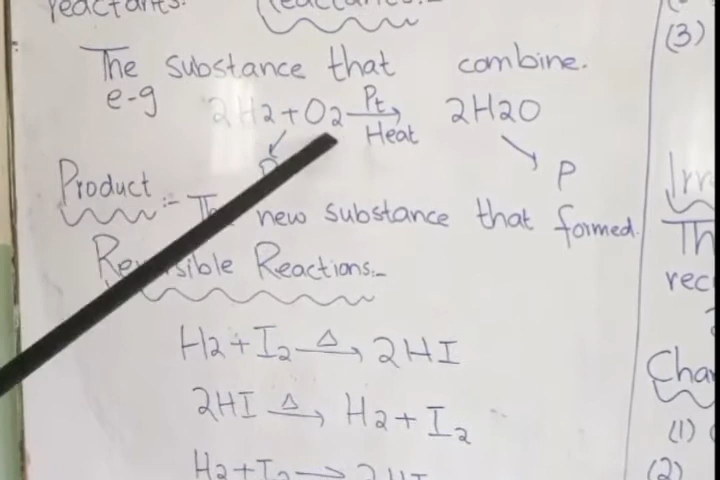 reactants.
Reactants:-
The substance that combine.
e-g 2H2+O2 Pt Heat → 2H2O
P
Product :- The new substance that formed.
Reversible Reactions:-
H2+I2 Δ → 2HI
2HI Δ → H2+I2
H2+I2 → 2HI
(3)
Th
rec
Cha
(1)
(2)